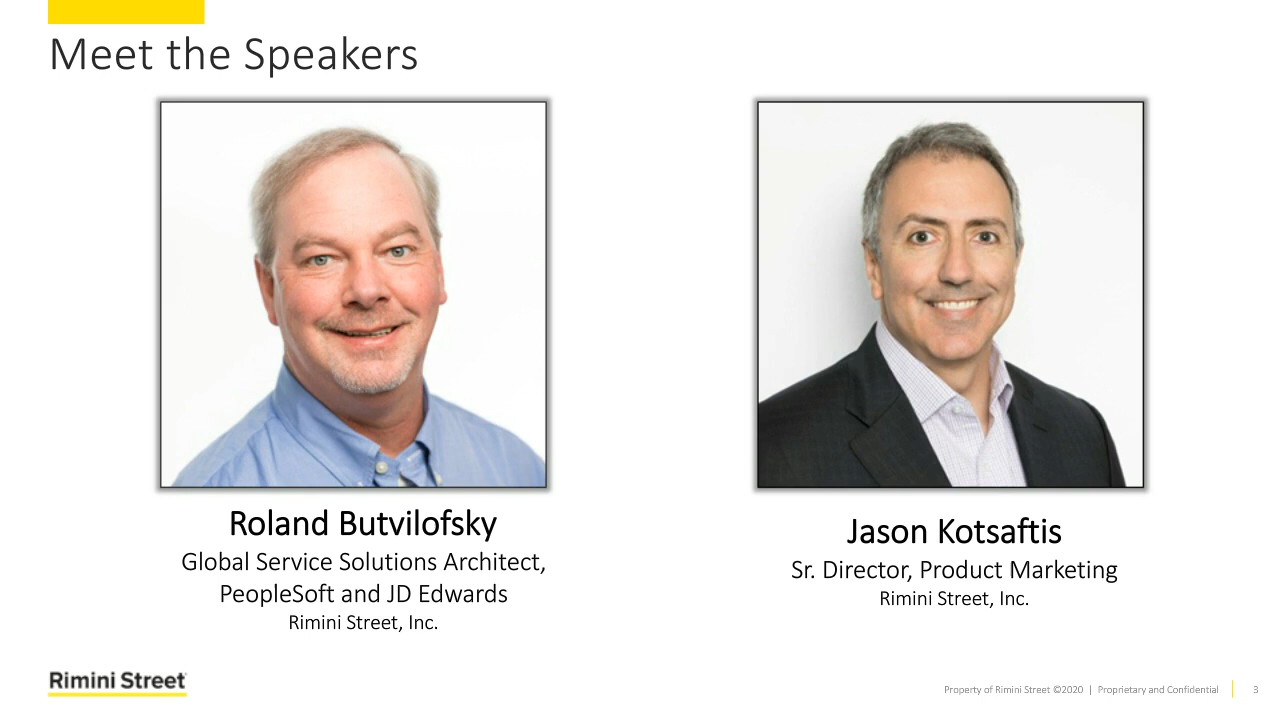 Meet the Speakers
Roland Butvilofsky
Global Service Solutions Architect,
PeopleSoft and JD Edwards
Rimini Street, Inc.
Jason Kotsaftis
Sr. Director, Product Marketing
Rimini Street, Inc.
Rimini Street
Property of Rimini Street ©2020 | Proprietary and Confidential
3